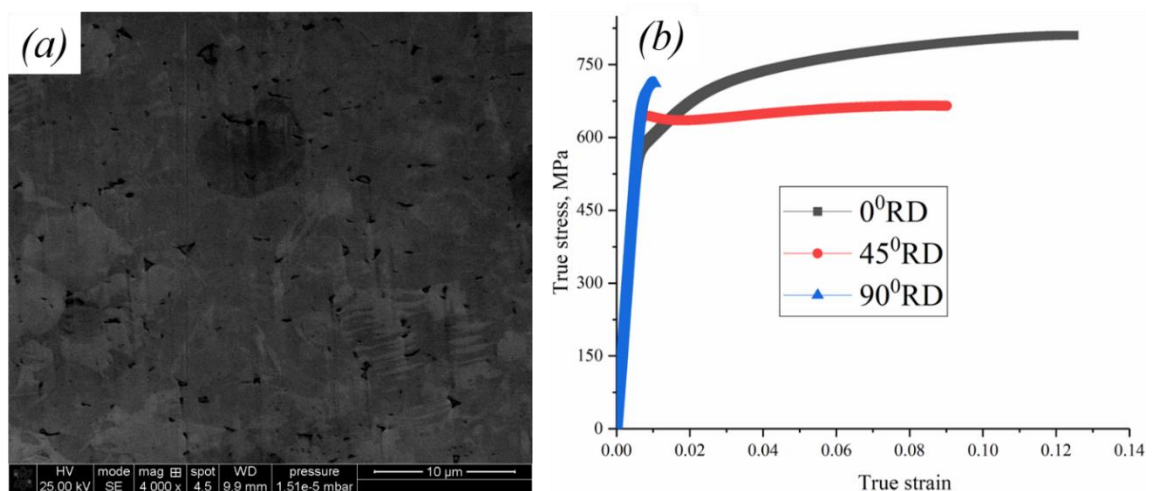 (a)
HV mode mag ⊞ spot WD pressure
25.00 kV SE 4 000 x 4.5 9.9 mm 1.51e-5 mbar
10 µm
(b)
True stress, MPa
750
600
450
300
150
0
0⁰RD
45⁰RD
90⁰RD
0.00 0.02 0.04 0.06 0.08 0.10 0.12 0.14
True strain